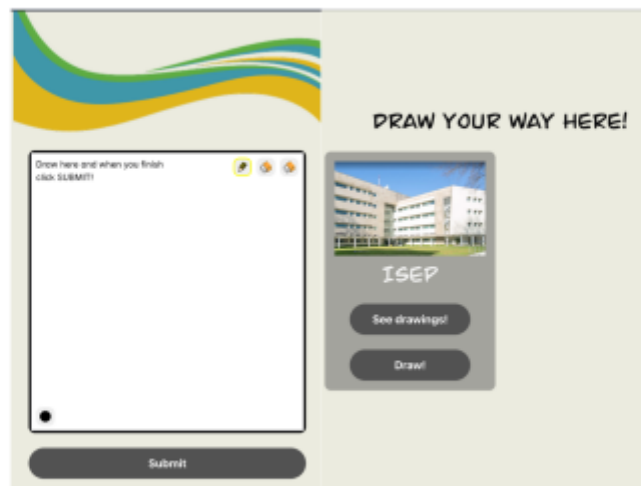 Draw here and when you finish
click SUBMIT!
Submit
DRAW YOUR WAY HERE!
ISEP
See drawings!
Draw!